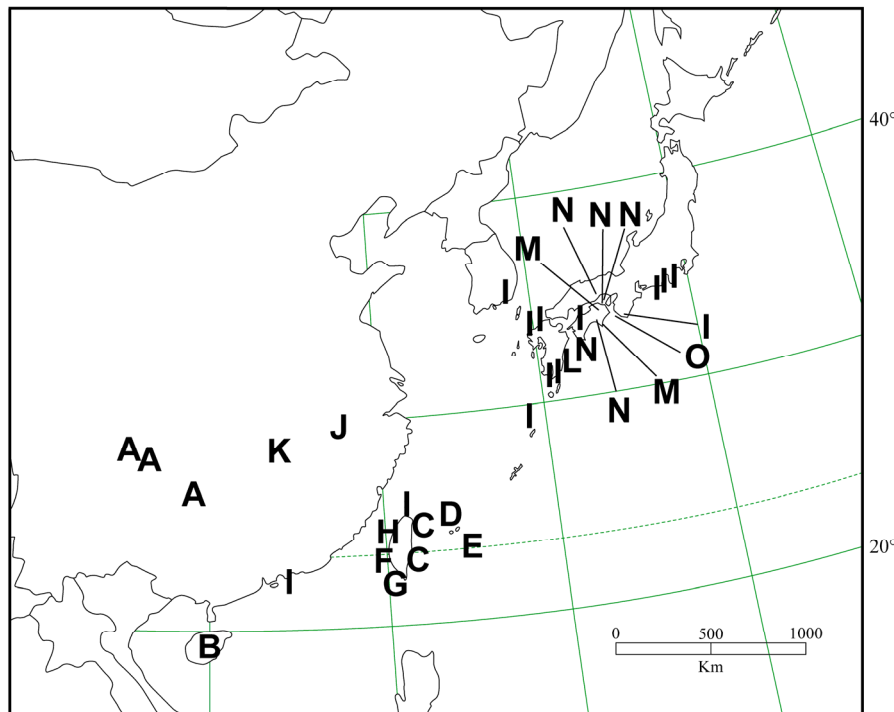 40°
N N N
M
I I I
I
I I I I
N O
I I L
N M
I
J
K
A A
A
I D
H C
F C E
20°
G
I
B
0 500 1000
Km